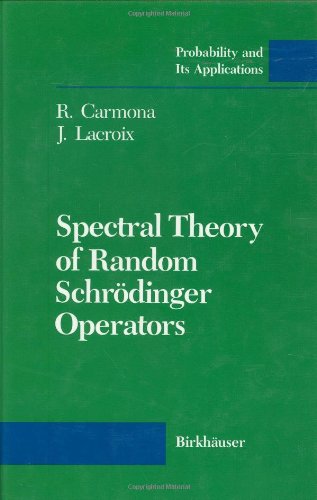 Probability and
Its Applications
R. Carmona
J. Lacroix
Spectral Theory
of Random
Schrödinger
Operators
Birkhäuser